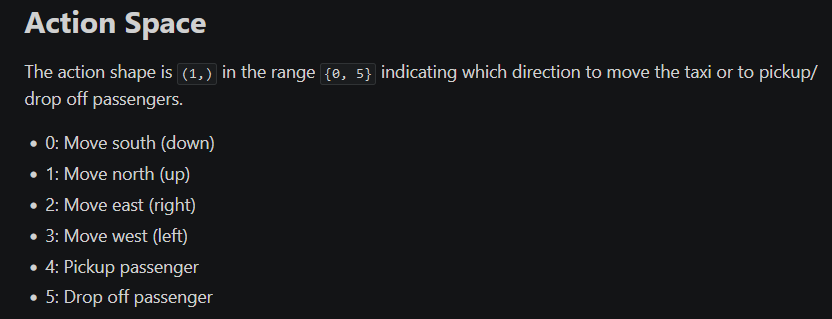 Action Space
The action shape is (1,) in the range {0, 5} indicating which direction to move the taxi or to pickup/
drop off passengers.
• 0: Move south (down)
• 1: Move north (up)
• 2: Move east (right)
• 3: Move west (left)
• 4: Pickup passenger
• 5: Drop off passenger